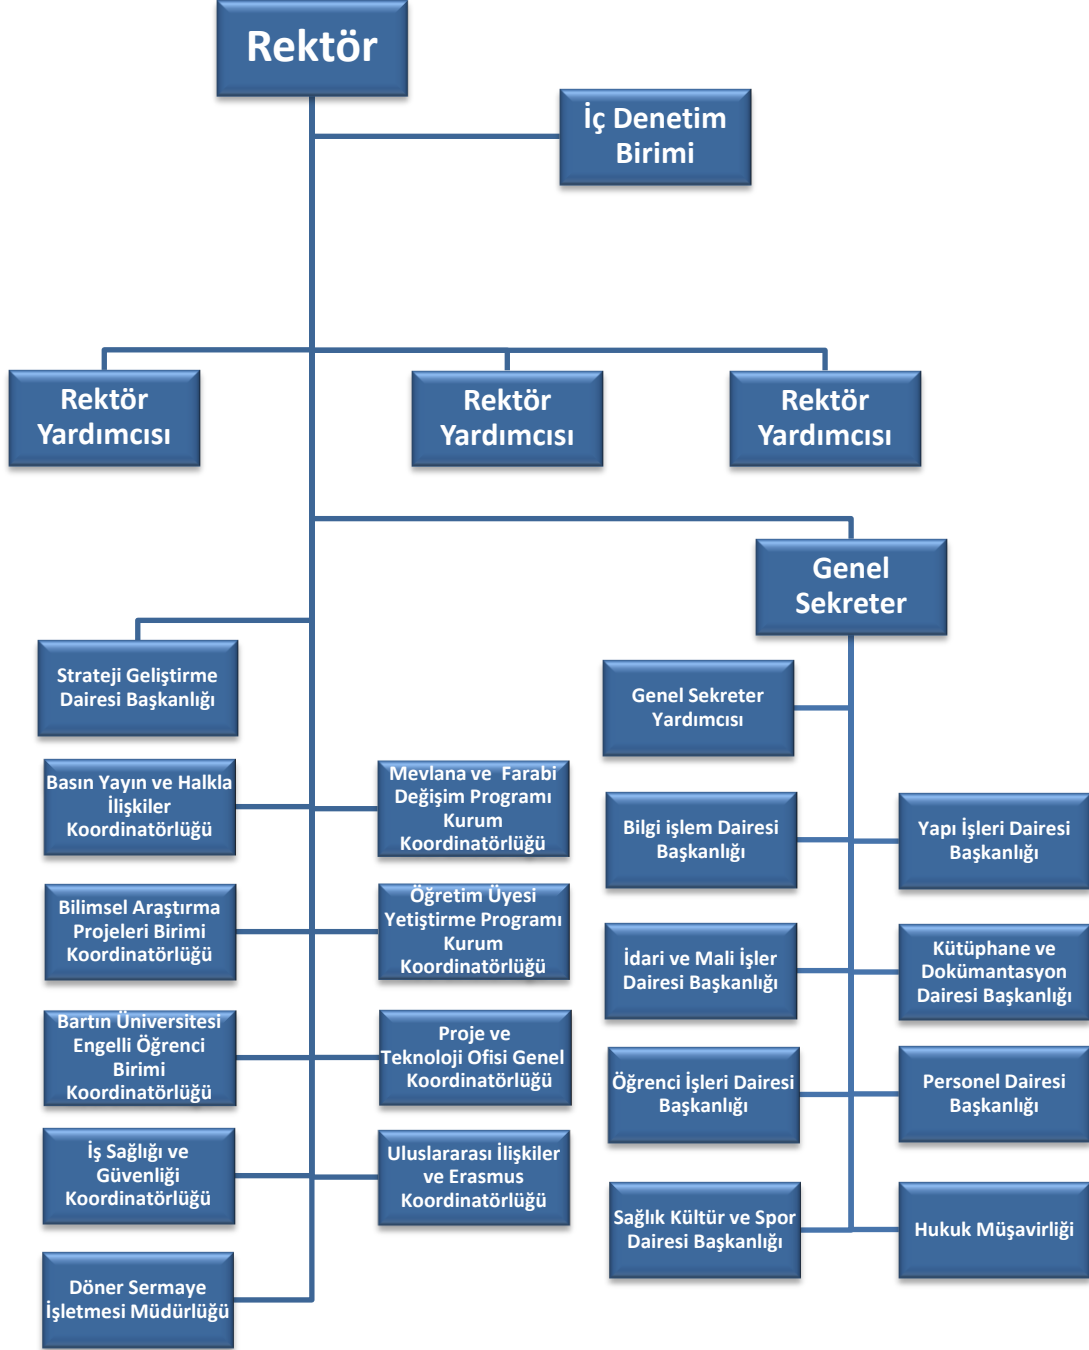 Rektör
İç Denetim
Birimi
Rektör
Yardımcısı
Rektör
Yardımcısı
Rektör
Yardımcısı
Genel
Sekreter
Strateji Geliştirme
Dairesi Başkanlığı
Genel Sekreter
Yardımcısı
Basın Yayın ve Halkla
İlişkiler
Koordinatörlüğü
Mevlana ve Farabi
Değişim Programı
Kurum
Koordinatörlüğü
Bilgi işlem Dairesi
Başkanlığı
Yapı İşleri Dairesi
Başkanlığı
Bilimsel Araştırma
Projeleri Birimi
Koordinatörlüğü
Öğretim Üyesi
Yetiştirme Programı
Kurum
Koordinatörlüğü
İdari ve Mali İşler
Dairesi Başkanlığı
Kütüphane ve
Dokümantasyon
Dairesi Başkanlığı
Bartın Üniversitesi
Engelli Öğrenci
Birimi
Koordinatörlüğü
Proje ve
Teknoloji Ofisi Genel
Koordinatörlüğü
Öğrenci İşleri Dairesi
Başkanlığı
Personel Dairesi
Başkanlığı
İş Sağlığı ve
Güvenliği
Koordinatörlüğü
Uluslararası İlişkiler
ve Erasmus
Koordinatörlüğü
Sağlık Kültür ve Spor
Dairesi Başkanlığı
Hukuk Müşavirliği
Döner Sermaye
İşletmesi Müdürlüğü